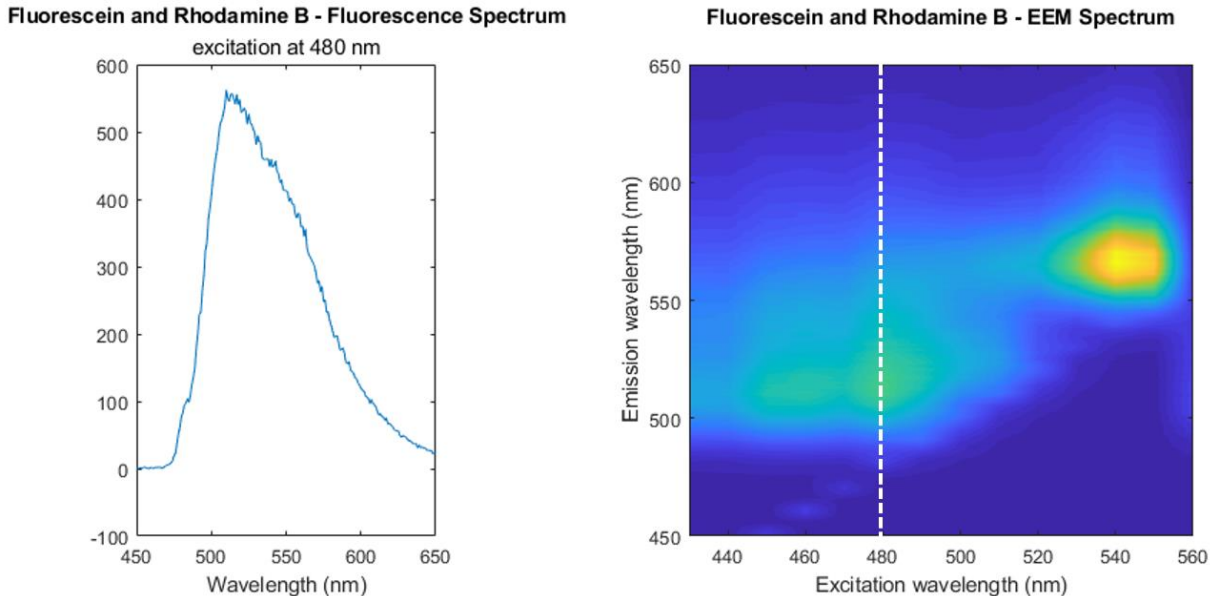 Fluorescein and Rhodamine B - Fluorescence Spectrum
excitation at 480 nm
600
500
400
300
200
100
0
-100
450 500 550 600 650
Wavelength (nm)
Fluorescein and Rhodamine B - EEM Spectrum
Emission wavelength (nm)
650
600
550
500
450
440 460 480 500 520 540 560
Excitation wavelength (nm)